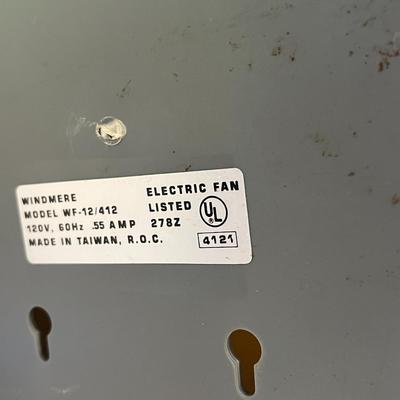 WINDMERE ELECTRIC FAN
MODEL WF-12/412 LISTED UL
120V, 60Hz .55 AMP 278Z
MADE IN TAIWAN, R.O.C. 4121